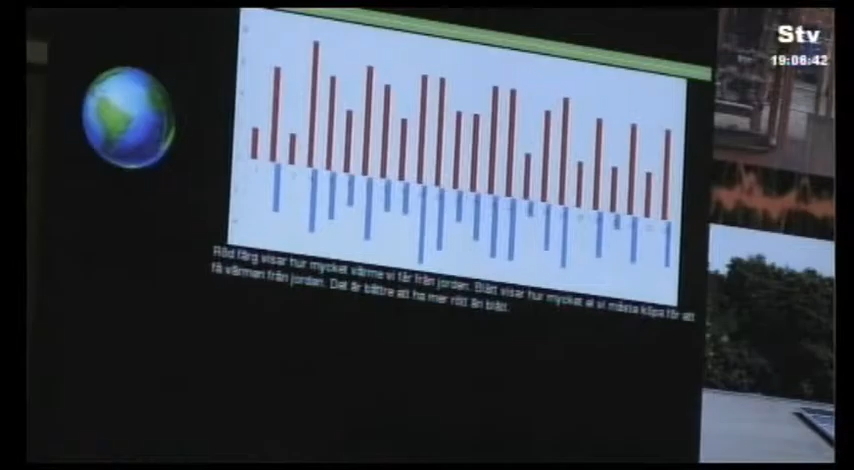 Stv
19:06:42
Röd färg visar hur mycket värme vi får från jorden. Blått visar hur mycket el vi måste köpa för att
få värman från jorden. Det är bättre att ha mer rött än blått.